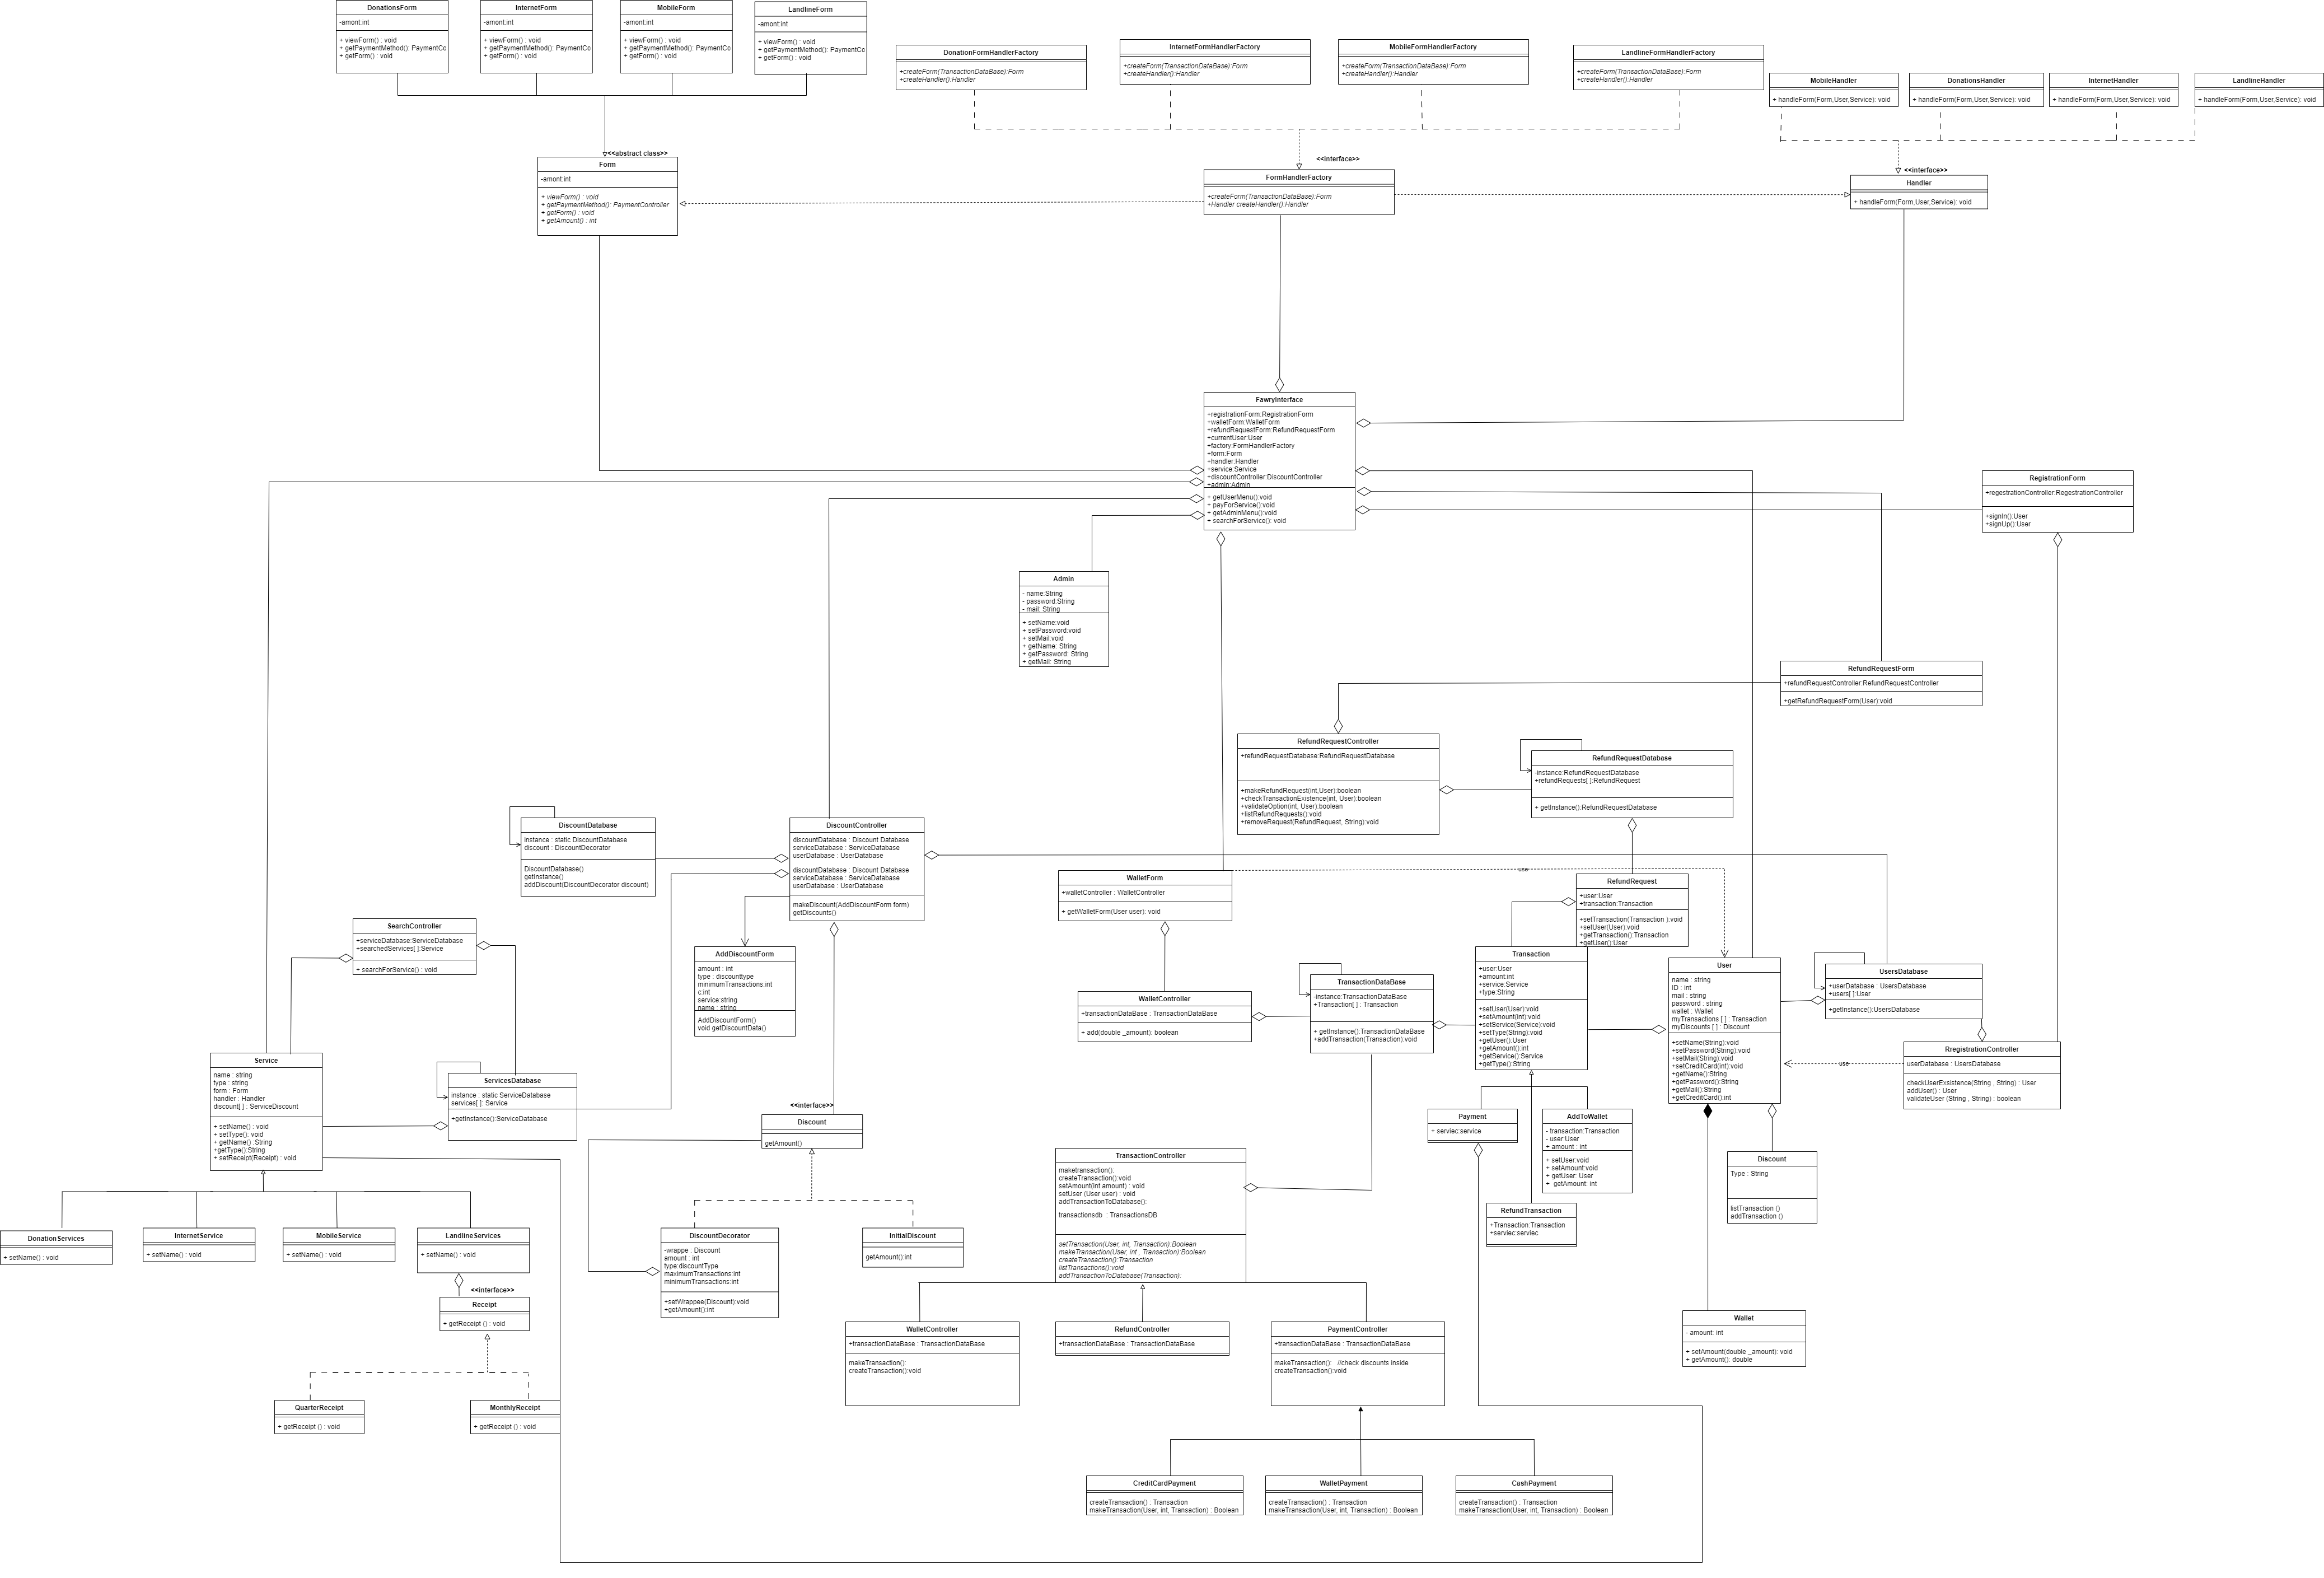 DonationsForm
-amont:int
+ viewForm() : void
+ getPaymentMethod(): PaymentCo
+ getForm() : void
InternetForm
-amont:int
+ viewForm() : void
+ getPaymentMethod(): PaymentCo
+ getForm() : void
MobileForm
-amont:int
+ viewForm() : void
+ getPaymentMethod(): PaymentCo
+ getForm() : void
LandlineForm
-amont:int
+ viewForm() : void
+ getPaymentMethod(): PaymentCo
+ getForm() : void
DonationFormHandlerFactory
+createForm(TransactionDataBase):Form
+createHandler():Handler
InternetFormHandlerFactory
+createForm(TransactionDataBase):Form
+createHandler():Handler
MobileFormHandlerFactory
+createForm(TransactionDataBase):Form
+createHandler():Handler
LandlineFormHandlerFactory
+createForm(TransactionDataBase):Form
+createHandler():Handler
MobileHandler
+ handleForm(Form,User,Service): void
DonationsHandler
+ handleForm(Form,User,Service): void
InternetHandler
+ handleForm(Form,User,Service): void
LandlineHandler
+ handleForm(Form,User,Service): void
<<abstract class>>
Form
-amont:int
+ viewForm() : void
+ getPaymentMethod(): PaymentController
+ getForm() : void
+ getAmount() : int
<<interface>>
FormHandlerFactory
+createForm(TransactionDataBase):Form
+Handler createHandler():Handler
<<interface>>
Handler
+ handleForm(Form,User,Service): void
FawryInterface
+registrationForm:RegistrationForm
+walletForm:WalletForm
+refundRequestForm:RefundRequestForm
+currentUser:User
+factory:FormHandlerFactory
+form:Form
+handler:Handler
+service:Service
+discountController:DiscountController
+admin:Admin
+ getUserMenu():void
+ payForService():void
+ getAdminMenu():void
+ searchForService(): void
RegistrationForm
+regestrationController:RegestrationController
+signIn():User
+signUp():User
Admin
- name:String
- password:String
- mail: String
+ setName:void
+ setPassword:void
+ setMail:void
+ getName: String
+ getPassword: String
+ getMail: String
RefundRequestForm
+refundRequestController:RefundRequestController
+getRefundRequestForm(User):void
RefundRequestController
+refundRequestDatabase:RefundRequestDatabase
+makeRefundRequest(int,User):boolean
+checkTransactionExistence(int, User):boolean
+validateOption(int, User):boolean
+listRefundRequests():void
+removeRequest(RefundRequest, String):void
RefundRequestDatabase
-instance:RefundRequestDatabase
+refundRequests[ ]:RefundRequest
+ getInstance():RefundRequestDatabase
DiscountDatabase
instance : static DiscountDatabase
discount : DiscountDecorator
DiscountDatabase()
getInstance()
addDiscount(DiscountDecorator discount)
DiscountController
discountDatabase : Discount Database
serviceDatabase : ServiceDatabase
userDatabase : UserDatabase
discountDatabase : Discount Database
serviceDatabase : ServiceDatabase
userDatabase : UserDatabase
makeDiscount(AddDiscountForm form)
getDiscounts()
WalletForm
+walletController : WalletController
+ getWalletForm(User user): void
use
RefundRequest
+user:User
+transaction:Transaction
+setTransaction(Transaction ):void
+setUser(User):void
+getTransaction():Transaction
+getUser():User
SearchController
+serviceDatabase:ServiceDatabase
+searchedServices[ ]:Service
+ searchForService() : void
AddDiscountForm
amount : int
type : discounttype
minimumTransactions:int
c:int
service:string
name : string
AddDiscountForm()
void getDiscountData()
WalletController
+transactionDataBase : TransactionDataBase
+ add(double _amount): boolean
TransactionDataBase
-instance:TransactionDataBase
+Transaction[ ] : Transaction
+ getInstance():TransactionDataBase
+addTransaction(Transaction):void
Transaction
+user:User
+amount:int
+service:Service
+type:String
+setUser(User):void
+setAmount(int):void
+setService(Service):void
+setType(String):void
+getUser():User
+getAmount():int
+getService():Service
+getType():String
User
name : string
ID : int
mail : string
password : string
wallet : Wallet
myTransactions [ ] : Transaction
myDiscounts [ ] : Discount
+setName(String):void
+setPassword(String):void
+setMail(String):void
+setCreditCard(int):void
+getName():String
+getPassword():String
+getMail():String
+getCreditCard():int
UsersDatabase
+userDatabase : UsersDatabase
+users[ ]:User
+getInstance():UsersDatabase
use
RregistrationController
userDatabase : UsersDatabase
checkUserExsistence(String , String) : User
addUser() : User
validateUser (String , String) : boolean
Service
name : string
type : string
form : Form
handler : Handler
discount[ ] : ServiceDiscount
+ setName() : void
+ setType(): void
+ getName() :String
+getType():String
+ setReceipt(Receipt) : void
ServicesDatabase
instance : static ServiceDatabase
services[ ]: Service
+getInstance():ServiceDatabase
<<interface>>
Discount
getAmount()
Payment
+ serviec:service
AddToWallet
- transaction:Transaction
- user:User
+ amount : int
+ setUser:void
+ setAmount:void
+ getUser: User
+ getAmount: int
TransactionController
maketransaction():
createTransaction():void
setAmount(int amount) : void
setUser (User user) : void
addTransactionToDatabase():
transactionsdb : TransactionsDB
setTransaction(User, int, Transaction):Boolean
makeTransaction(User, int , Transaction):Boolean
createTransaction():Transaction
listTransactions():void
addTransactionToDatabase(Transaction):
Discount
Type : String
listTransaction ()
addTransaction ()
RefundTransaction
+Transaction:Transaction
+serviec:serviec
DonationServices
+ setName() : void
InternetService
+ setName() : void
MobileService
+ setName() : void
LandlineServices
+ setName() : void
DiscountDecorator
-wrappe : Discount
amount : int
type:discountType
maximumTransactions:int
minimumTransactions:int
+setWrappee(Discount):void
+getAmount():int
InitialDiscount
getAmount():int
<<interface>>
Receipt
+ getReceipt () : void
WalletController
+transactionDataBase : TransactionDataBase
makeTransaction():
createTransaction():void
RefundController
+transactionDataBase : TransactionDataBase
PaymentController
+transactionDataBase : TransactionDataBase
makeTransaction(): //check discounts inside
createTransaction():void
Wallet
- amount: int
+ setAmount(double _amount): void
+ getAmount(): double
QuarterReceipt
+ getReceipt () : void
MonthlyReceipt
+ getReceipt () : void
CreditCardPayment
createTransaction() : Transaction
makeTransaction(User, int, Transaction) : Boolean
WalletPayment
createTransaction() : Transaction
makeTransaction(User, int, Transaction) : Boolean
CashPayment
createTransaction() : Transaction
makeTransaction(User, int, Transaction) : Boolean